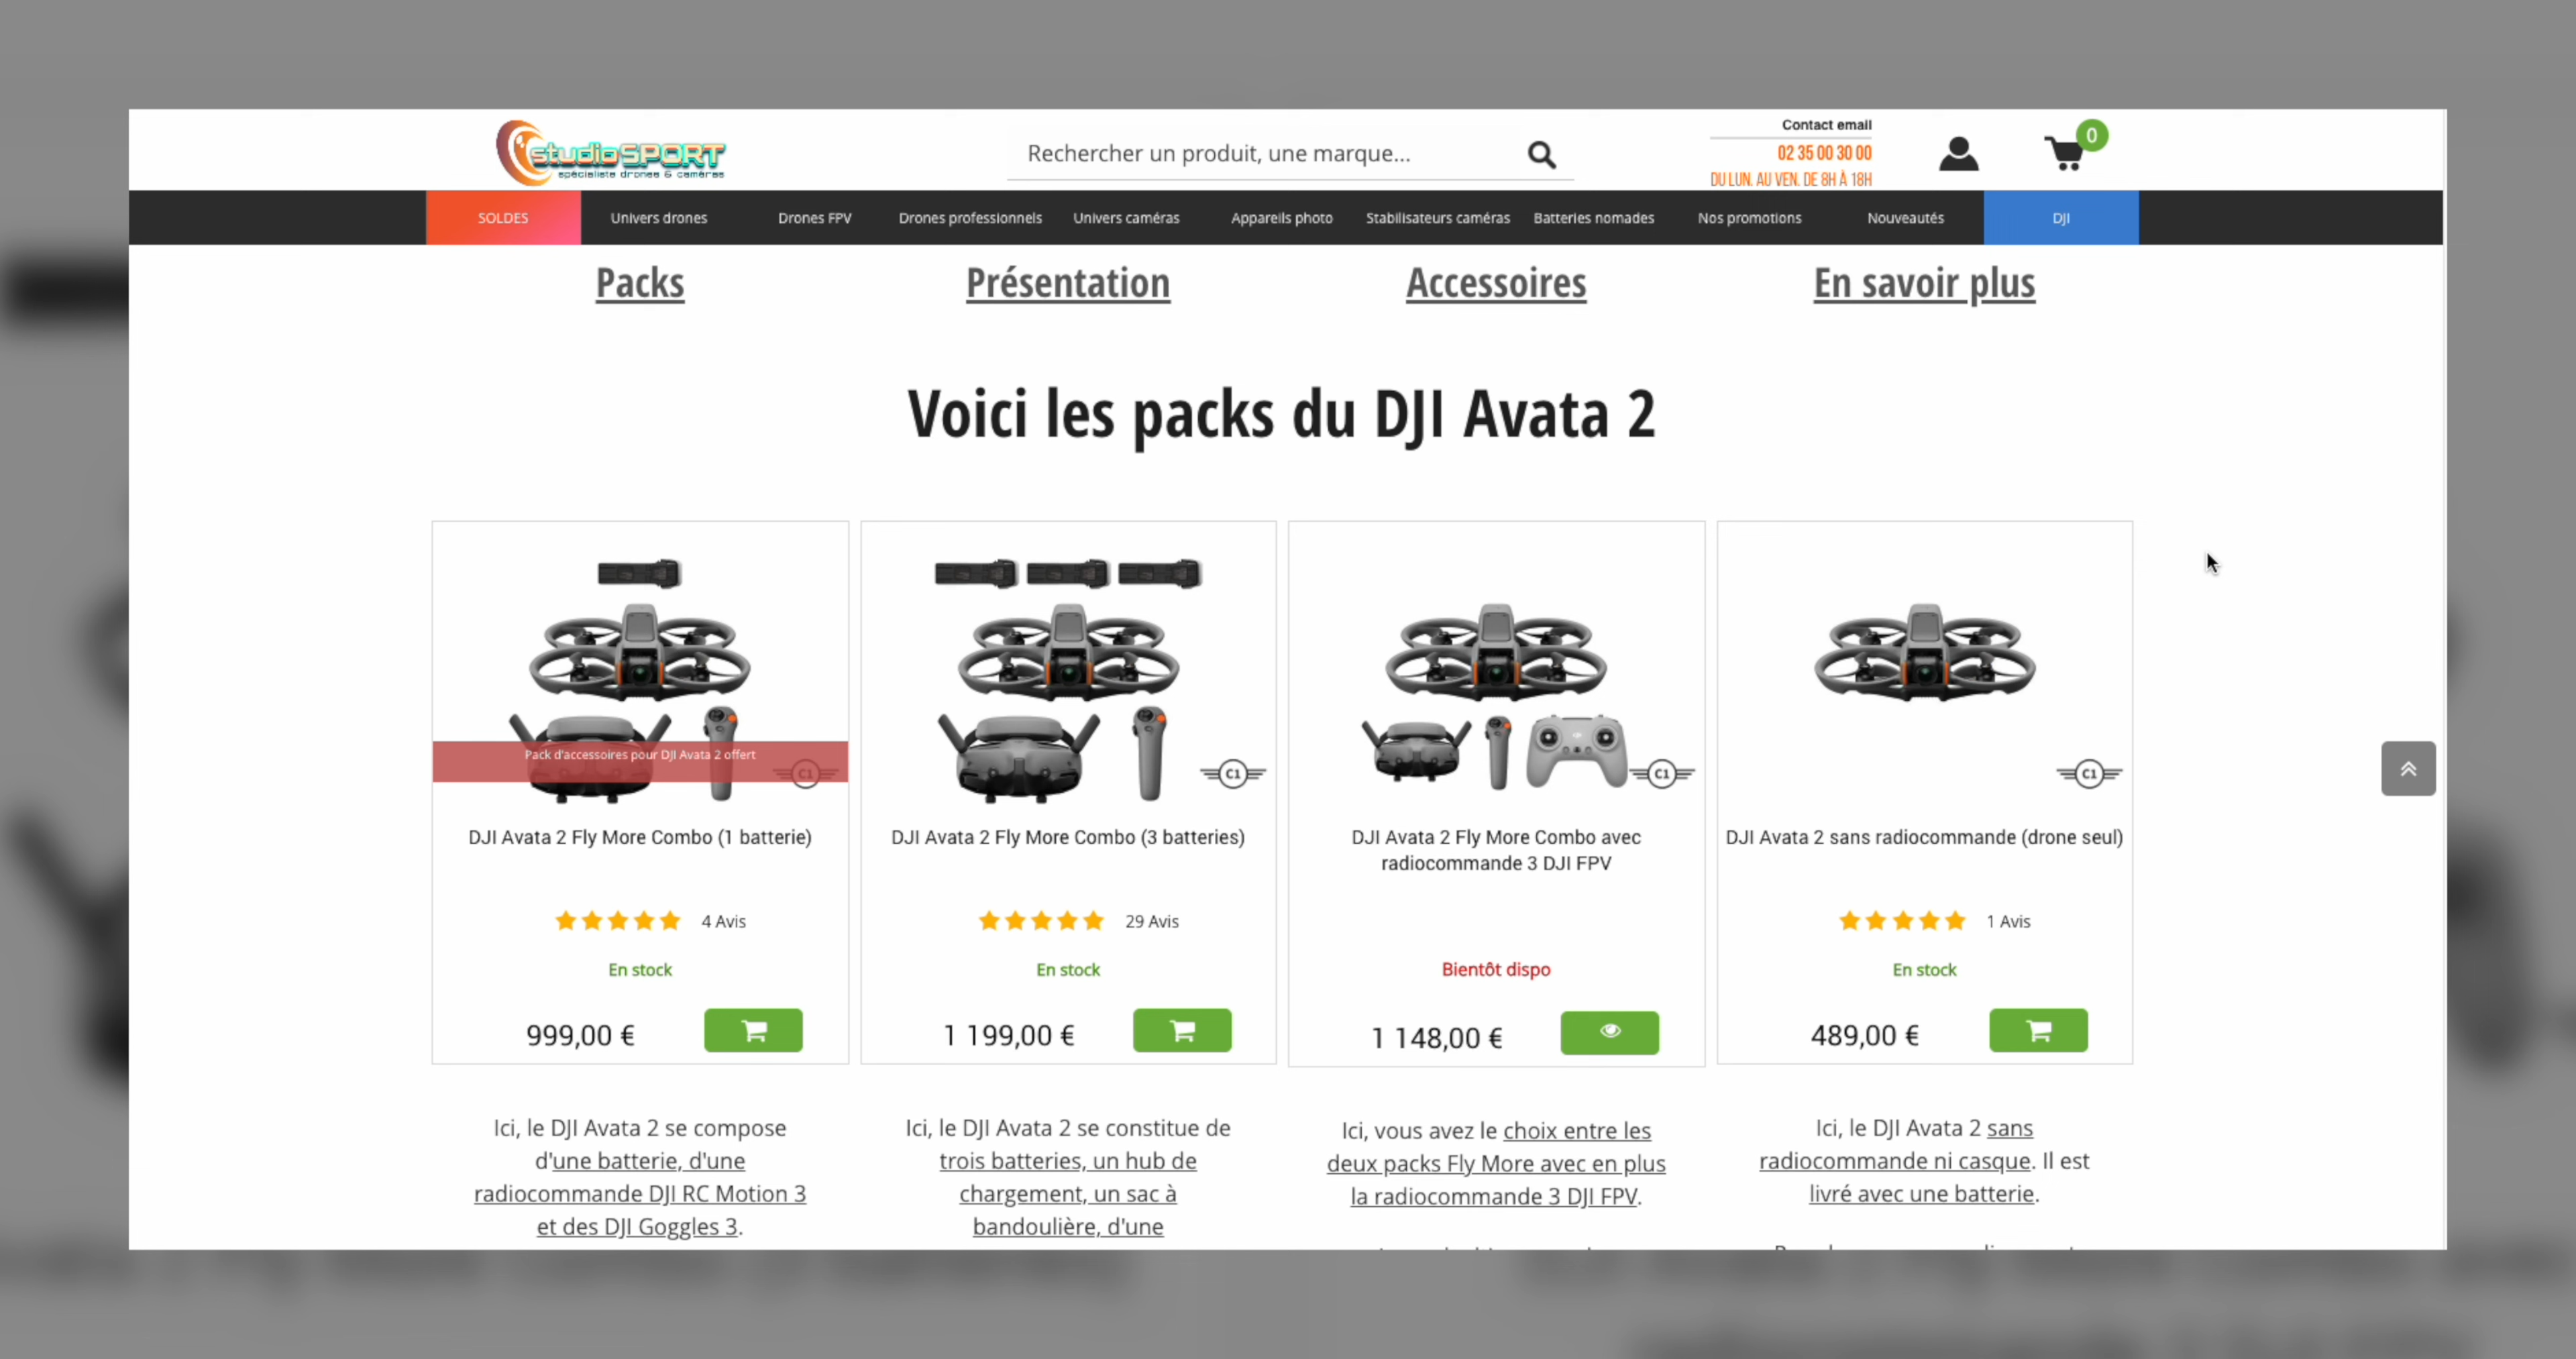 studioSPORT
spécialiste drones & caméras
Rechercher un produit, une marque...
Contact email
02 35 00 30 00
DU LUN. AU VEN. DE 8H À 18H
0
SOLDES
Univers drones
Drones FPV
Drones professionnels
Univers caméras
Appareils photo
Stabilisateurs caméras
Batteries nomades
Nos promotions
Nouveautés
DJI
Packs
Présentation
Accessoires
En savoir plus
Voici les packs du DJI Avata 2
Pack d'accessoires pour DJI Avata 2 offert
C1
DJI Avata 2 Fly More Combo (1 batterie)
4 Avis
En stock
999,00 €
Ici, le DJI Avata 2 se compose
d'une batterie, d'une
radiocommande DJI RC Motion 3
et des DJI Goggles 3.
C1
DJI Avata 2 Fly More Combo (3 batteries)
29 Avis
En stock
1 199,00 €
Ici, le DJI Avata 2 se constitue de
trois batteries, un hub de
chargement, un sac à
bandoulière, d'une
C1
DJI Avata 2 Fly More Combo avec
radiocommande 3 DJI FPV
Bientôt dispo
1 148,00 €
Ici, vous avez le choix entre les
deux packs Fly More avec en plus
la radiocommande 3 DJI FPV.
C1
DJI Avata 2 sans radiocommande (drone seul)
1 Avis
En stock
489,00 €
Ici, le DJI Avata 2 sans
radiocommande ni casque. Il est
livré avec une batterie.